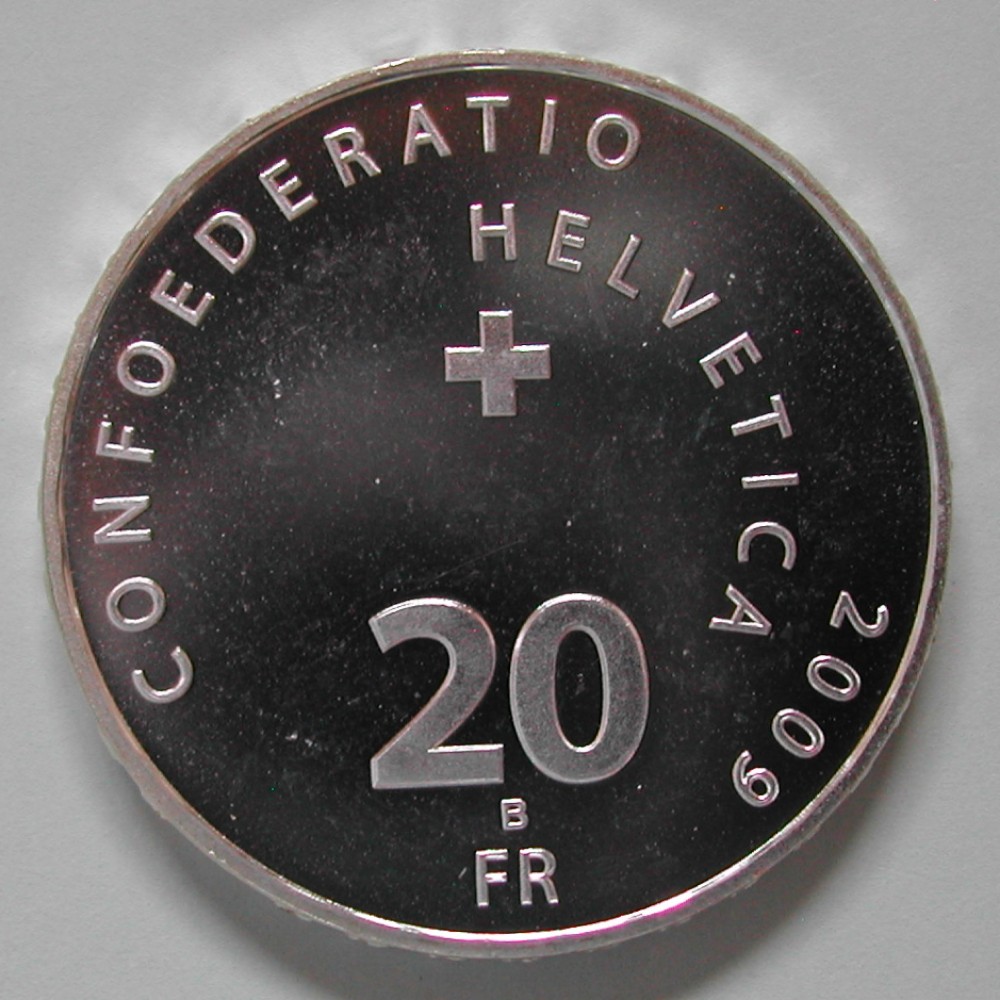 CONFOEDERATIO
HELVETICA
2009
20
B
FR